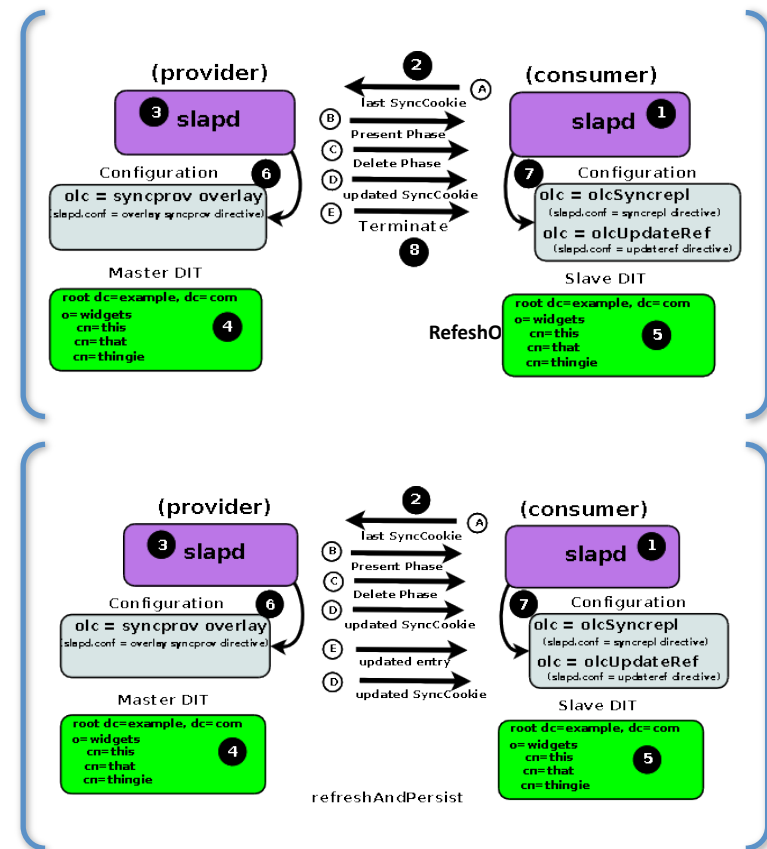 2
(provider)
(consumer)
A
last SyncCookie
3
slapd
1
slapd
B
Present Phase
C
Delete Phase
Configuration
6
7
Configuration
D
updated SyncCookie
olc = syncprov overlay
(slapd.conf = overlay syncprov directive)
olc = olcSyncrepl
(slapd.conf = syncrepl directive)
E
Terminate
olc = olcUpdateRef
(slapd.conf = updateref directive)
8
Master DIT
Slave DIT
root dc=example, dc=com
o=widgets
cn=this
cn=that
cn=thingie
4
RefeshO
root dc=example, dc=com
o=widgets
cn=this
cn=that
cn=thingie
5
2
(provider)
(consumer)
A
last SyncCookie
3
slapd
1
slapd
B
Present Phase
C
Delete Phase
Configuration
6
7
Configuration
D
updated SyncCookie
olc = syncprov overlay
(slapd.conf = overlay syncprov directive)
olc = olcSyncrepl
(slapd.conf = syncrepl directive)
E
updated entry
olc = olcUpdateRef
(slapd.conf = updateref directive)
D
updated SyncCookie
Master DIT
Slave DIT
root dc=example, dc=com
o=widgets
cn=this
cn=that
cn=thingie
4
root dc=example, dc=com
o=widgets
cn=this
cn=that
cn=thingie
5
refreshAndPersist